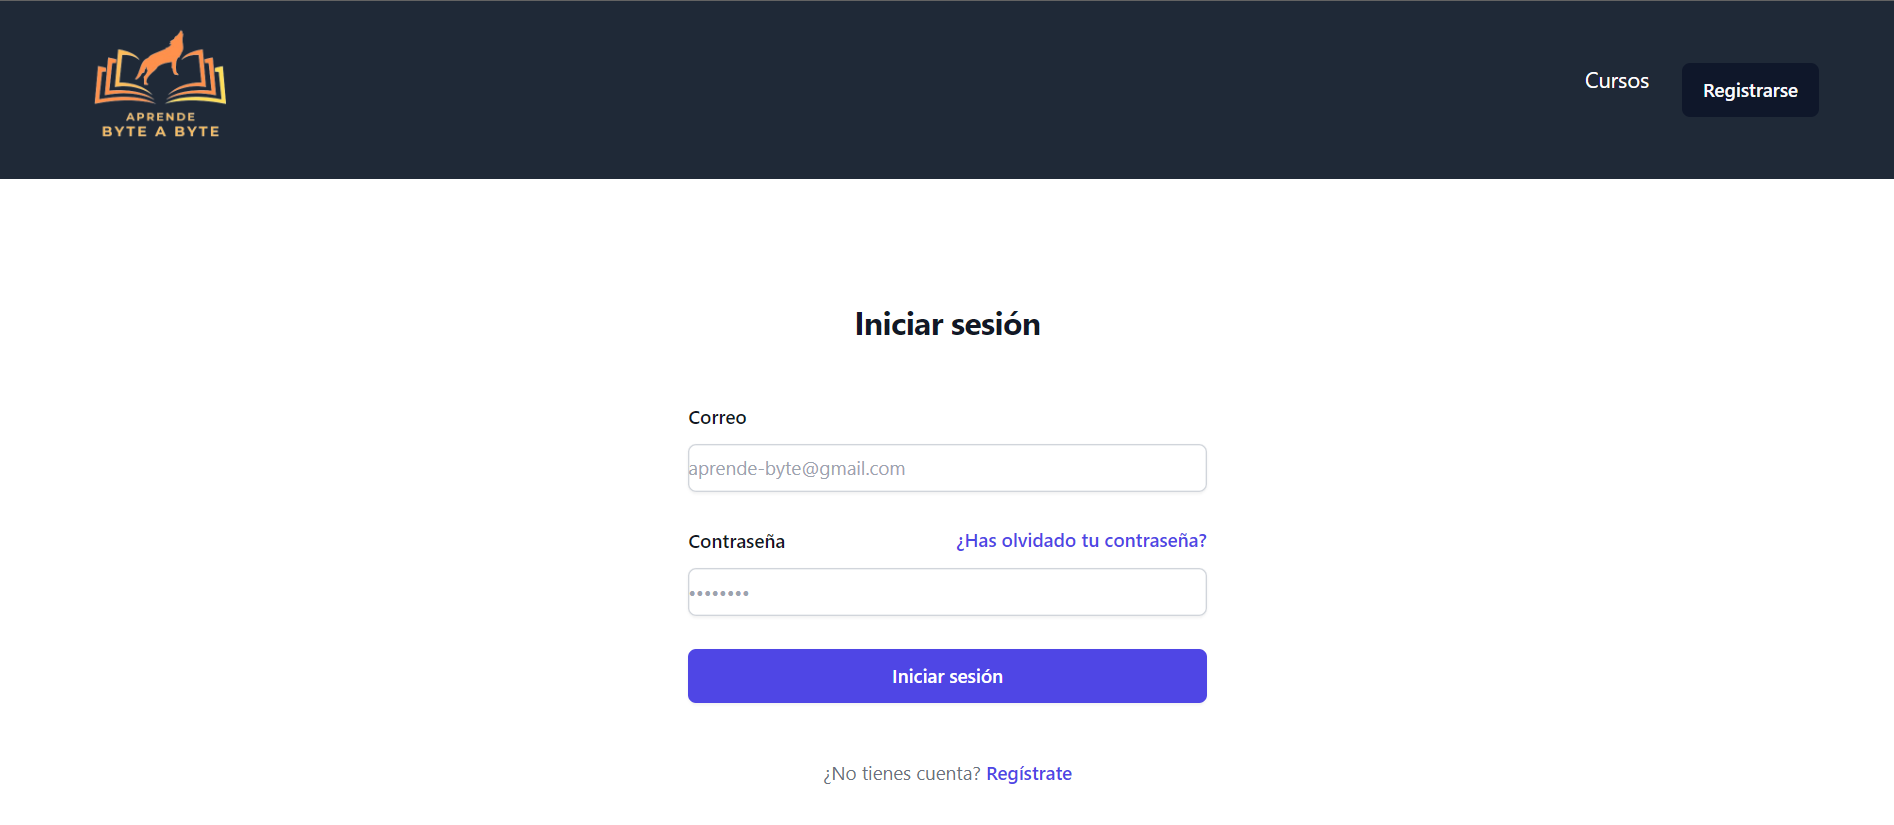 APRENDE
BYTE A BYTE
Cursos
Registrarse
Iniciar sesión
Correo
aprende-byte@gmail.com
Contraseña
¿Has olvidado tu contraseña?
••••••••
Iniciar sesión
¿No tienes cuenta? Regístrate